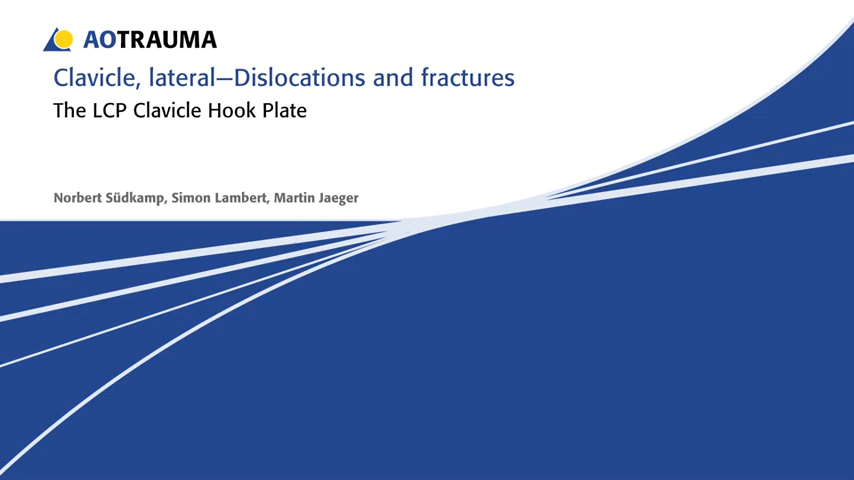 AOTRAUMA
Clavicle, lateral—Dislocations and fractures
The LCP Clavicle Hook Plate
Norbert Südkamp, Simon Lambert, Martin Jaeger